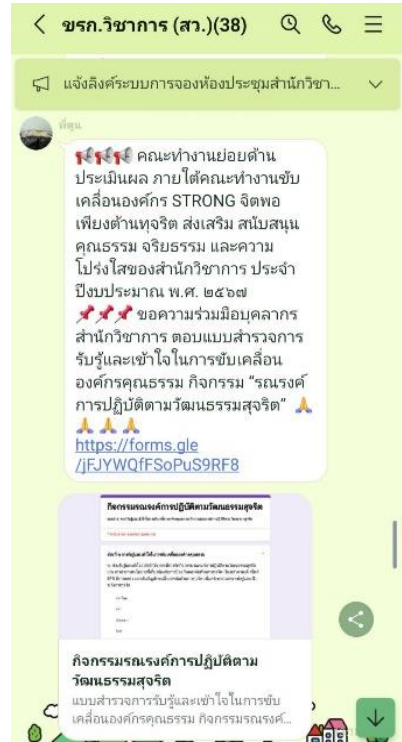 ขรก.วิชาการ (สว.)(38)
แจ้งลิงค์ระบบการจองห้องประชุมสำนักวิชา...
พี่ตูน
คณะทำงานย่อยด้าน
ประเมินผล ภายใต้คณะทำงานขับ
เคลื่อนองค์กร STRONG จิตพอ
เพียงต้านทุจริต ส่งเสริม สนับสนุน
คุณธรรม จริยธรรม และความ
โปร่งใสของสำนักวิชาการ ประจำ
ปีงบประมาณ พ.ศ. ๒๕๖๗
ขอความร่วมมือบุคลากร
สำนักวิชาการ ตอบแบบสำรวจการ
รับรู้และเข้าใจในการขับเคลื่อน
องค์กรคุณธรรม กิจกรรม “รณรงค์
การปฏิบัติตามวัฒนธรรมสุจริต”
https://forms.gle
/jFJYWQfFSoPuS9RF8
กิจกรรมรณรงค์การปฏิบัติตามวัฒนธรรมสุจริต
กิจกรรมรณรงค์การปฏิบัติตาม
วัฒนธรรมสุจริต
แบบสำรวจการรับรู้และเข้าใจในการขับ
เคลื่อนองค์กรคุณธรรม กิจกรรมรณรงค์...